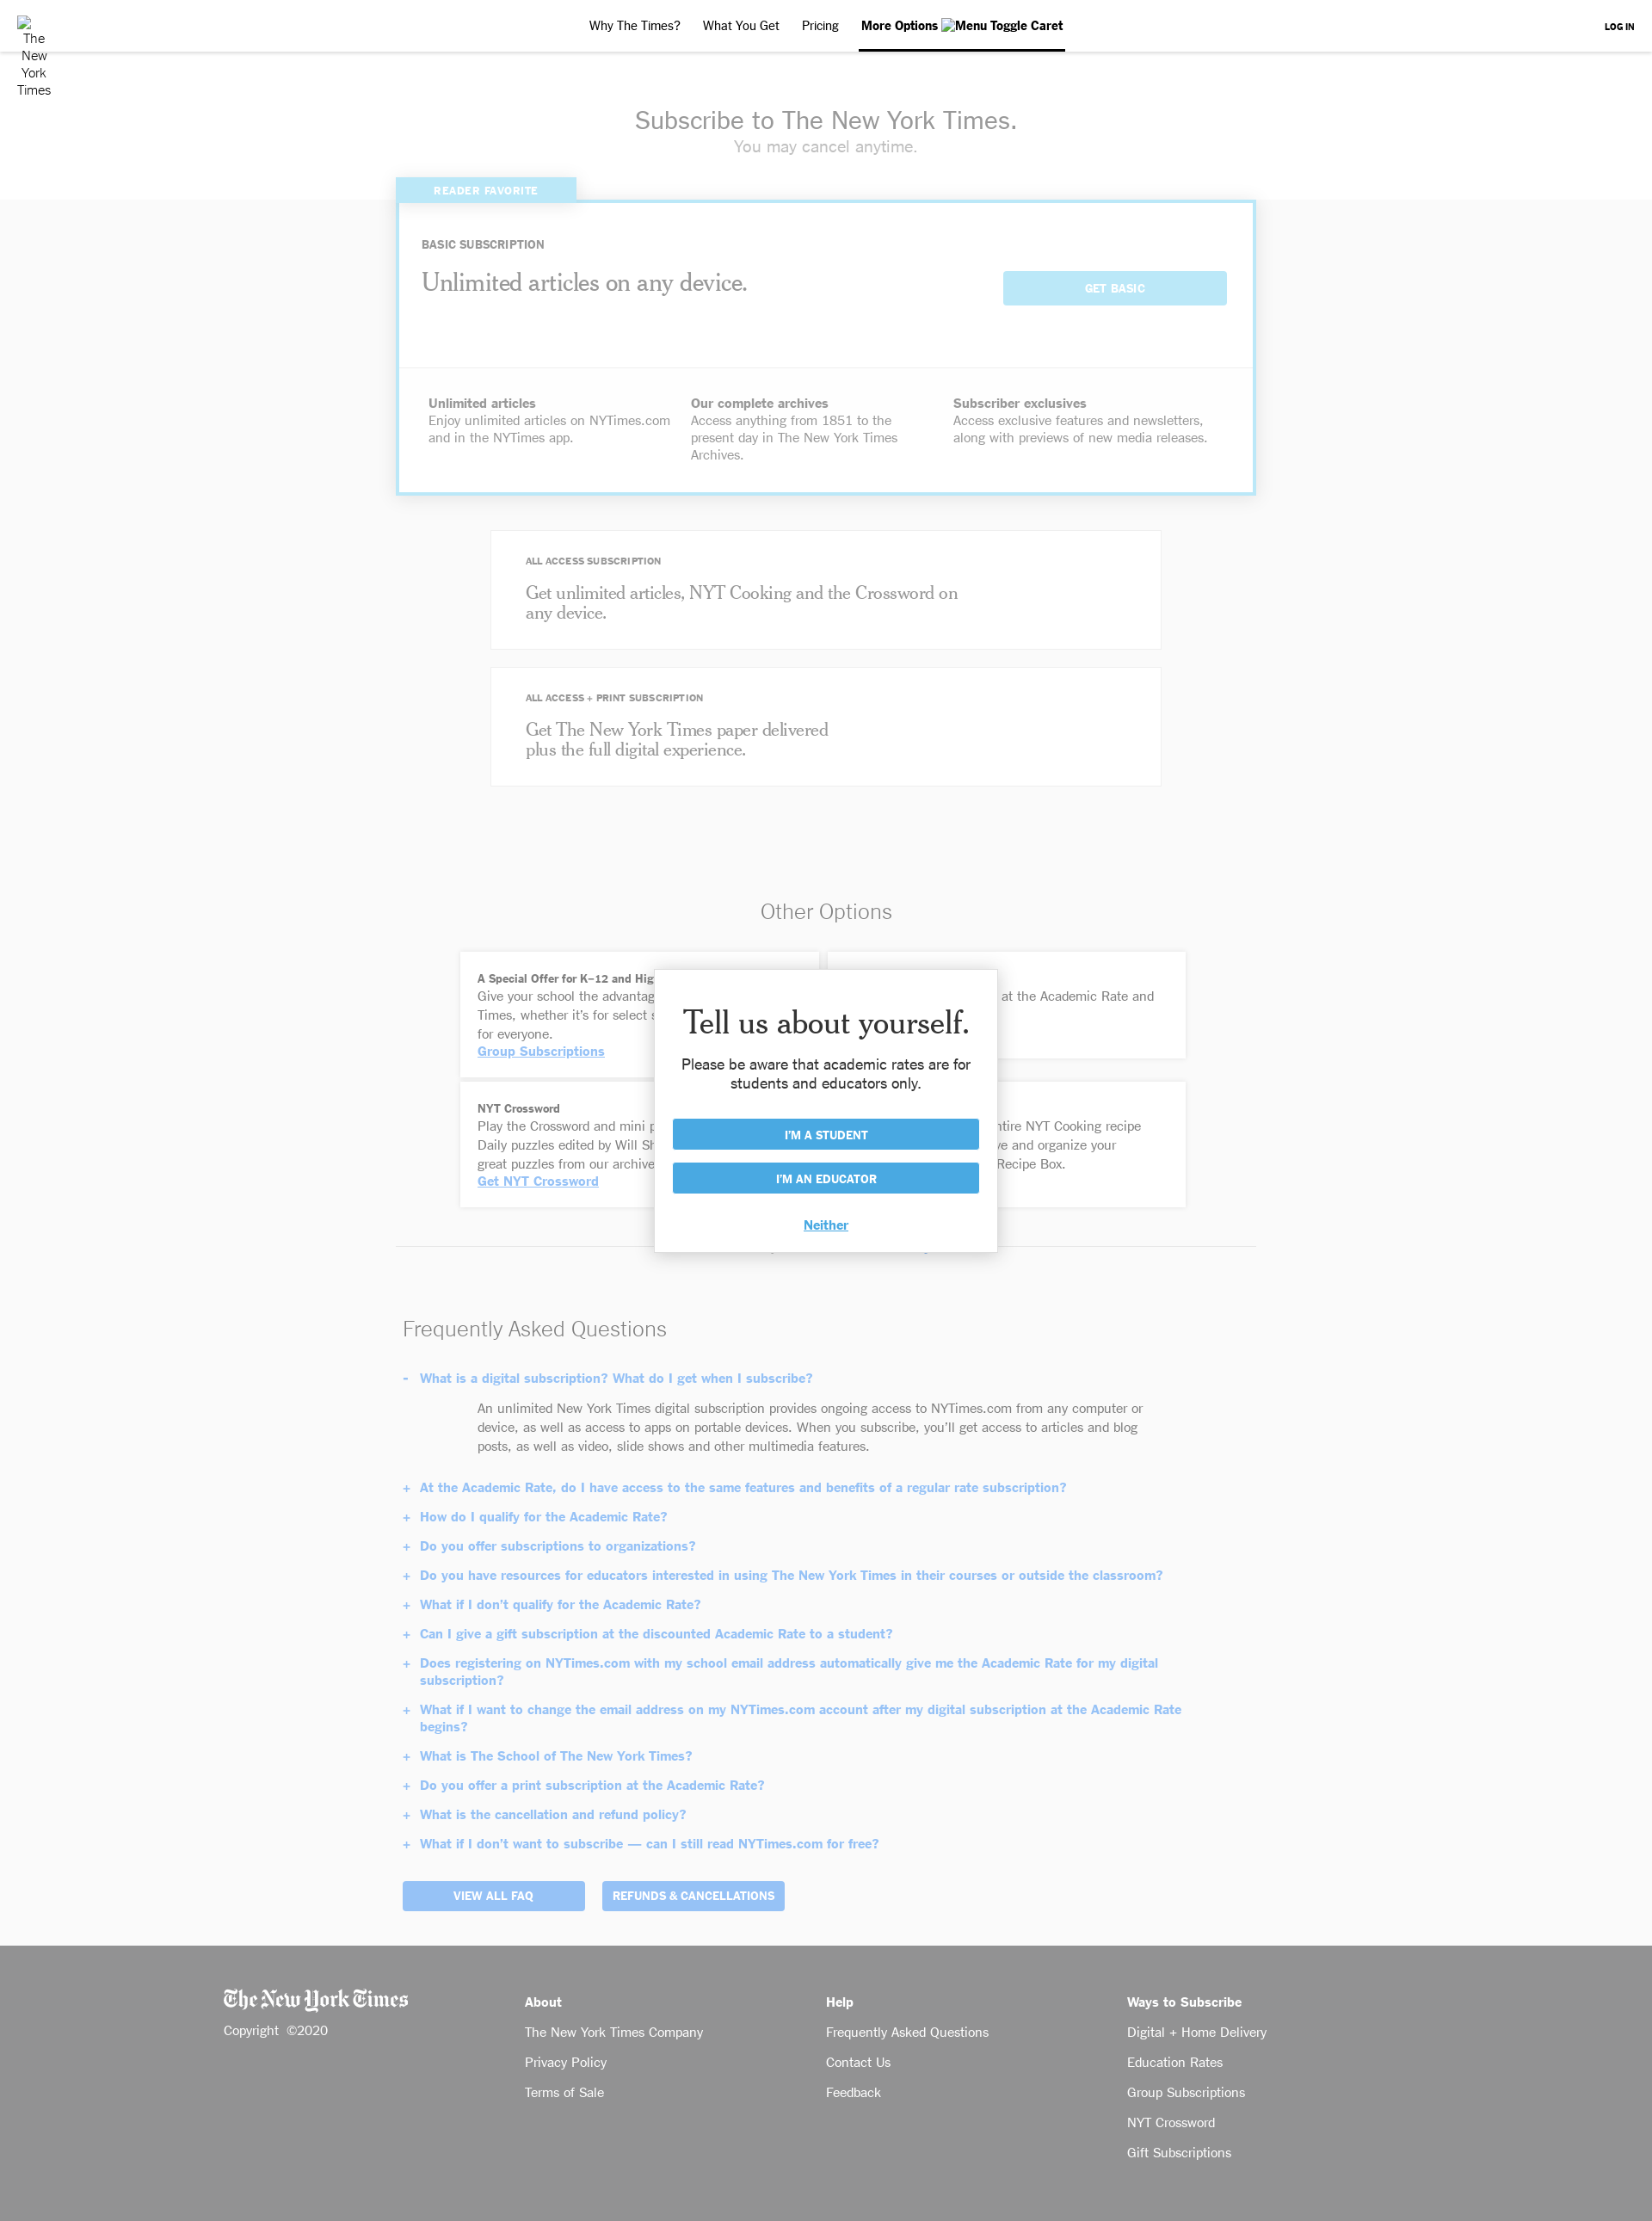 The
New
York
Times
Why The Times?
What You Get
Pricing
More Options Menu Toggle Caret
LOG IN
Subscribe to The New York Times.
You may cancel anytime.
READER FAVORITE
BASIC SUBSCRIPTION
Unlimited articles on any device.
GET BASIC
Unlimited articles
Enjoy unlimited articles on NYTimes.com
and in the NYTimes app.
Our complete archives
Access anything from 1851 to the
present day in The New York Times
Archives.
Subscriber exclusives
Access exclusive features and newsletters,
along with previews of new media releases.
ALL ACCESS SUBSCRIPTION
Get unlimited articles, NYT Cooking and the Crossword on
any device.
ALL ACCESS + PRINT SUBSCRIPTION
Get The New York Times paper delivered
plus the full digital experience.
Other Options
A Special Offer for K–12 and
Give your school the
Times, whether it's for select
for everyone.
Group Subscriptions
at the Academic Rate and
NYT Crossword
Play the Crossword and mini
Daily puzzles edited by Will
great puzzles from our
Get NYT Crossword
NYT Cooking recipe
and organize your
Recipe Box.
Tell us about yourself.
Please be aware that academic rates are for
students and educators only.
I'M A STUDENT
I'M AN EDUCATOR
Neither
Frequently Asked Questions
- What is a digital subscription? What do I get when I subscribe?
An unlimited New York Times digital subscription provides ongoing access to NYTimes.com from any computer or
device, as well as access to apps on portable devices. When you subscribe, you'll get access to articles and blog
posts, as well as video, slide shows and other multimedia features.
+ At the Academic Rate, do I have access to the same features and benefits of a regular rate subscription?
+ How do I qualify for the Academic Rate?
+ Do you offer subscriptions to organizations?
+ Do you have resources for educators interested in using The New York Times in their courses or outside the classroom?
+ What if I don't qualify for the Academic Rate?
+ Can I give a gift subscription at the discounted Academic Rate to a student?
+ Does registering on NYTimes.com with my school email address automatically give me the Academic Rate for my digital
subscription?
+ What if I want to change the email address on my NYTimes.com account after my digital subscription at the Academic Rate
begins?
+ What is The School of The New York Times?
+ Do you offer a print subscription at the Academic Rate?
+ What is the cancellation and refund policy?
+ What if I don't want to subscribe — can I still read NYTimes.com for free?
VIEW ALL FAQ
REFUNDS & CANCELLATIONS
The New York Times
Copyright ©2020
About
The New York Times Company
Privacy Policy
Terms of Sale
Help
Frequently Asked Questions
Contact Us
Feedback
Ways to Subscribe
Digital + Home Delivery
Education Rates
Group Subscriptions
NYT Crossword
Gift Subscriptions